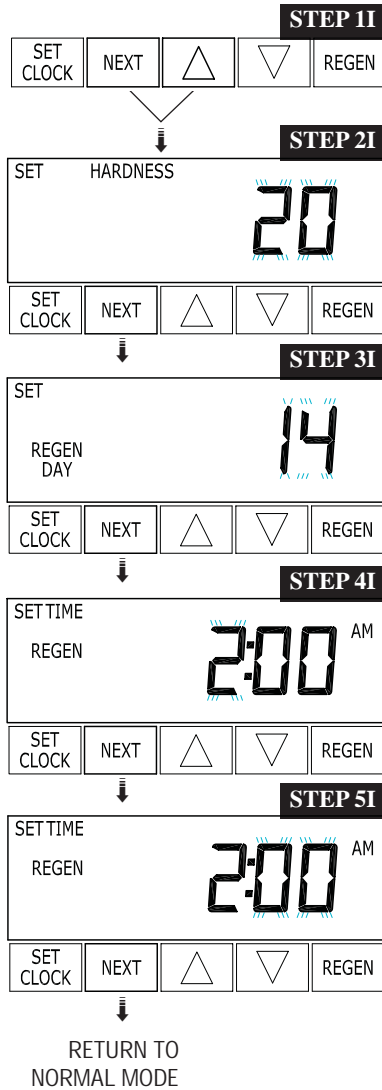 STEP 1I
SET CLOCK NEXT REGEN
STEP 2I
SET HARDNESS
20
SET CLOCK NEXT REGEN
STEP 3I
SET
14
REGEN DAY
SET CLOCK NEXT REGEN
STEP 4I
SET TIME
2:00 AM
REGEN
SET CLOCK NEXT REGEN
STEP 5I
SET TIME
2:00 AM
REGEN
SET CLOCK NEXT REGEN
RETURN TO
NORMAL MODE